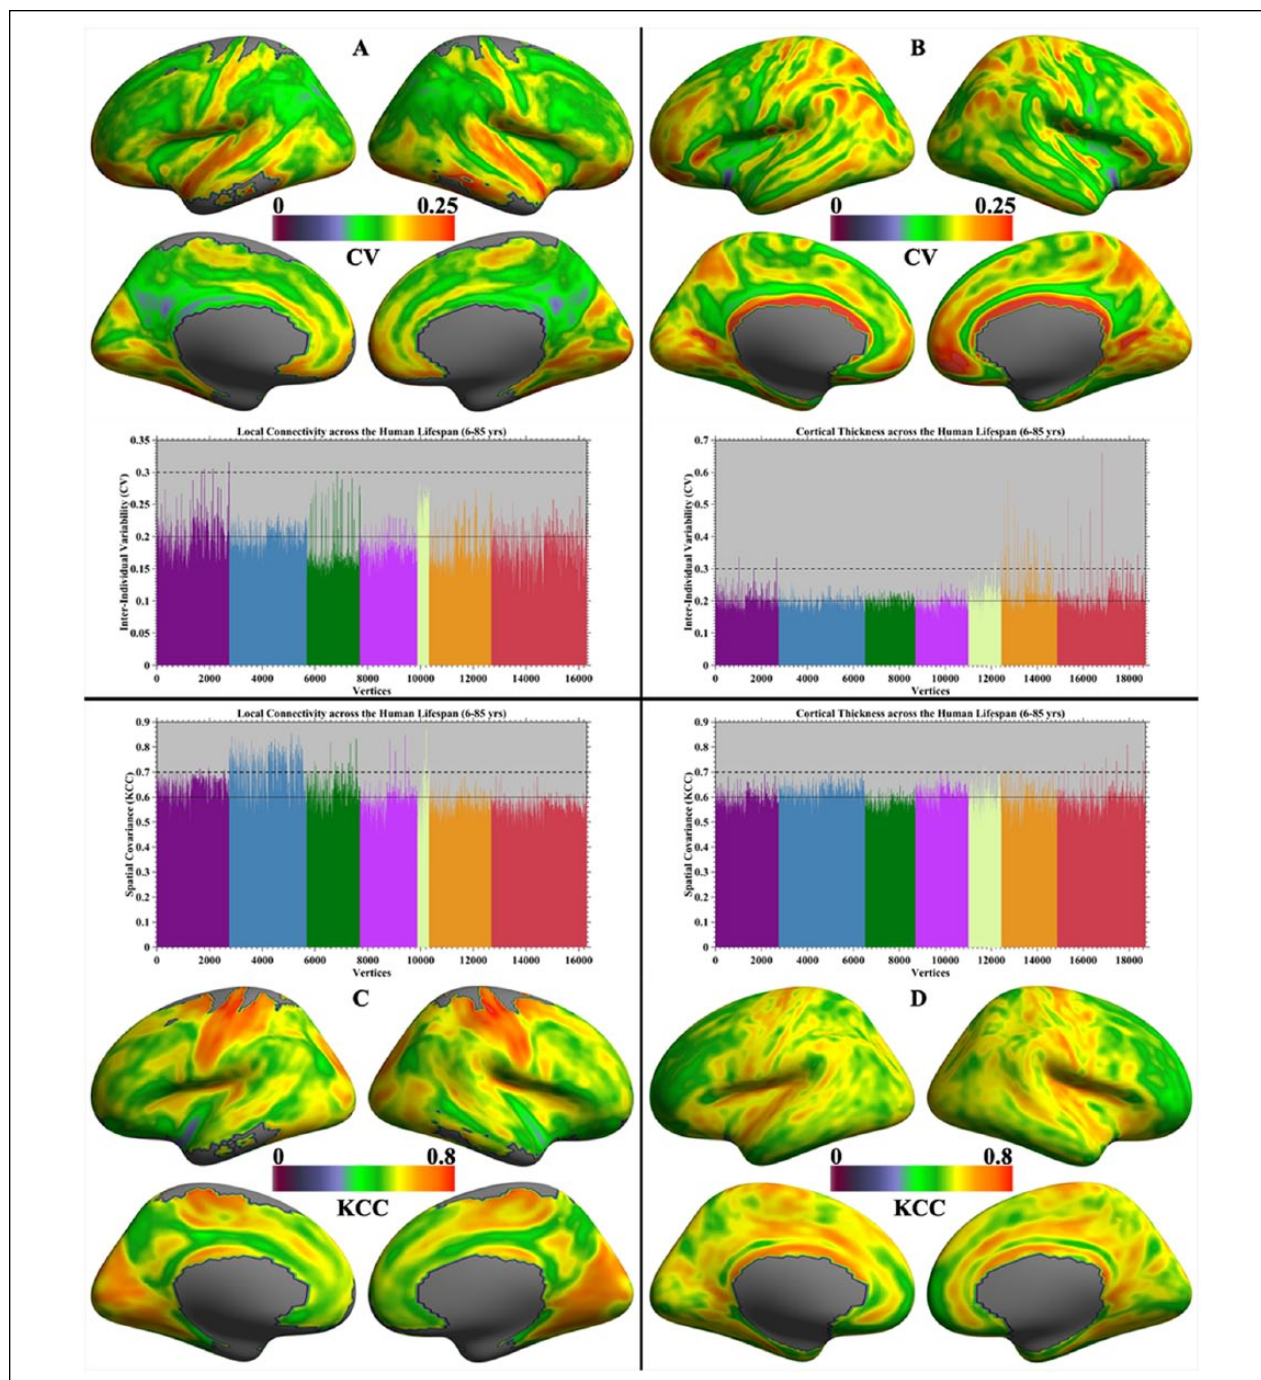 A
B
0 0.25
CV
0 0.25
CV
Local Connectivity across the Human Lifespan (6-85 yrs)
Inter-Individual Variability (CV)
0.35
0.3
0.25
0.2
0.15
0.1
0.05
0
0 2000 4000 6000 8000 10000 12000 14000 16000
Vertices
Cortical Thickness across the Human Lifespan (6-85 yrs)
Inter-Individual Variability (CV)
0.7
0.6
0.5
0.4
0.3
0.2
0.1
0
0 2000 4000 6000 8000 10000 12000 14000 16000 18000
Vertices
Local Connectivity across the Human Lifespan (6-85 yrs)
Spatial Covariance (KCC)
0.9
0.8
0.7
0.6
0.5
0.4
0.3
0.2
0.1
0
0 2000 4000 6000 8000 10000 12000 14000 16000
Vertices
Cortical Thickness across the Human Lifespan (6-85 yrs)
Spatial Covariance (KCC)
0.9
0.8
0.7
0.6
0.5
0.4
0.3
0.2
0.1
0
0 2000 4000 6000 8000 10000 12000 14000 16000 18000
Vertices
C
D
0 0.8
KCC
0 0.8
KCC